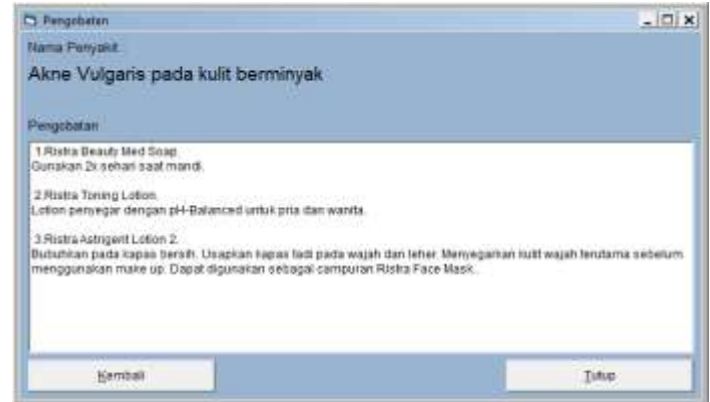 Pengobatan
Nama Penyakit
Akne Vulgaris pada kulit berminyak
Pengobatan
1.Ristra Beauty Med Soap.
Gunakan 2x sehari saat mandi.
2.Ristra Toning Lotion.
Lotion penyegar dengan pH-Balanced untuk pria dan wanita.
3.Ristra Astrigent Lotion 2.
Bubuhkan pada kapas bersih. Usapkan kapas tadi pada wajah dan leher. Menyegarkan kulit wajah terutama sebelum
menggunakan make up. Dapat digunakan sebagai campuran Ristra Face Mask.
Kembali
Tutup